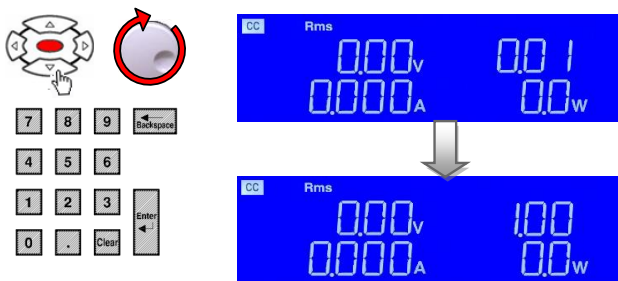 CC Rms
0.00V 0.01
0.000A 0.0W
7 8 9 Backspace
4 5 6
1 2 3 Enter
0 . Clear
CC Rms
0.00V 1.00
0.000A 0.0W